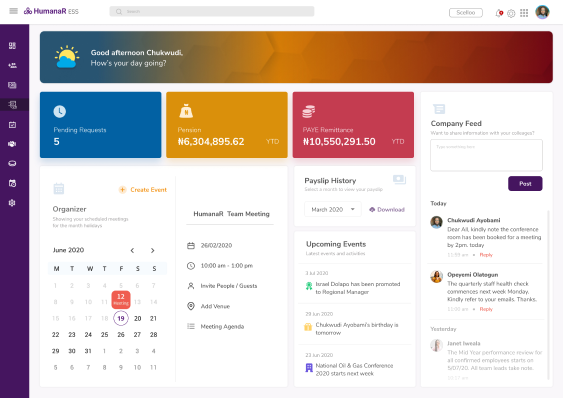 HumanaR ESS
Search
Scelloo
Good afternoon Chukwudi,
How's your day going?
Pending Requests
5
Pension
₦6,304,895.62
YTD
PAYE Remittance
₦10,550,291.50
YTD
Create Event
Organizer
Showing your scheduled meetings
for the month holidays
June 2020
M T W T F S S
1 2 3 4 5 6 7
8 9 10 11 12 Meeting 13 14
15 16 17 18 19 20 21
22 23 24 25 26 27 28
29 30 31 1 2 3 4
5 6 7 8 9 10 11
HumanaR Team Meeting
26/02/2020
10:00 am – 1:00 pm
Invite People / Guests
Add Venue
Meeting Agenda
Payslip History
Select a month to view your payslip.
March 2020
Download
Upcoming Events
Latest events and activities
3 Jul 2020
Israel Dolapo has been promoted
to Regional Manager
29 Jun 2020
Chukwudi Ayobami's birthday is
tomorrow
22 Jun 2020
National Oil & Gas Conference
2020 starts next week
Company Feed
Want to share information with your colleague?
Type something here
Post
Today
Chukwudi Ayobami
Dear All, kindly note the conference
room has been booked for a meeting
by 2pm. today
11:59 am
Reply
Opeyemi Olatogun
The quarterly staff health check
commences next week Monday.
Kindly refer to your emails. Thanks.
Reply
Yesterday
Janet Iweala
The Mid Year performance review for
all confirmed employees starts on
5/07/20. All team leads take note.